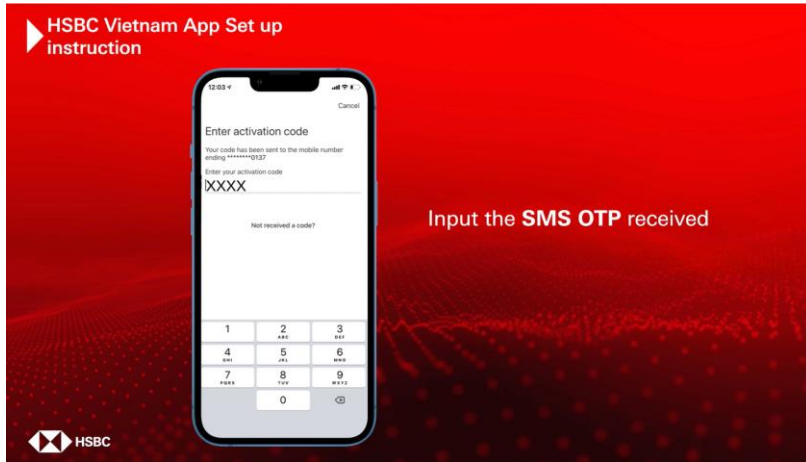 HSBC Vietnam App Set up
instruction
12:03
Cancel
Enter activation code
Your code has been sent to the mobile number
ending ********0137
Enter your activation code
XXXX
Not received a code?
Input the SMS OTP received
1
2
ABC
3
DEF
4
GHI
5
JKL
6
MNO
7
PQRS
8
TUV
9
WXYZ
0
HSBC